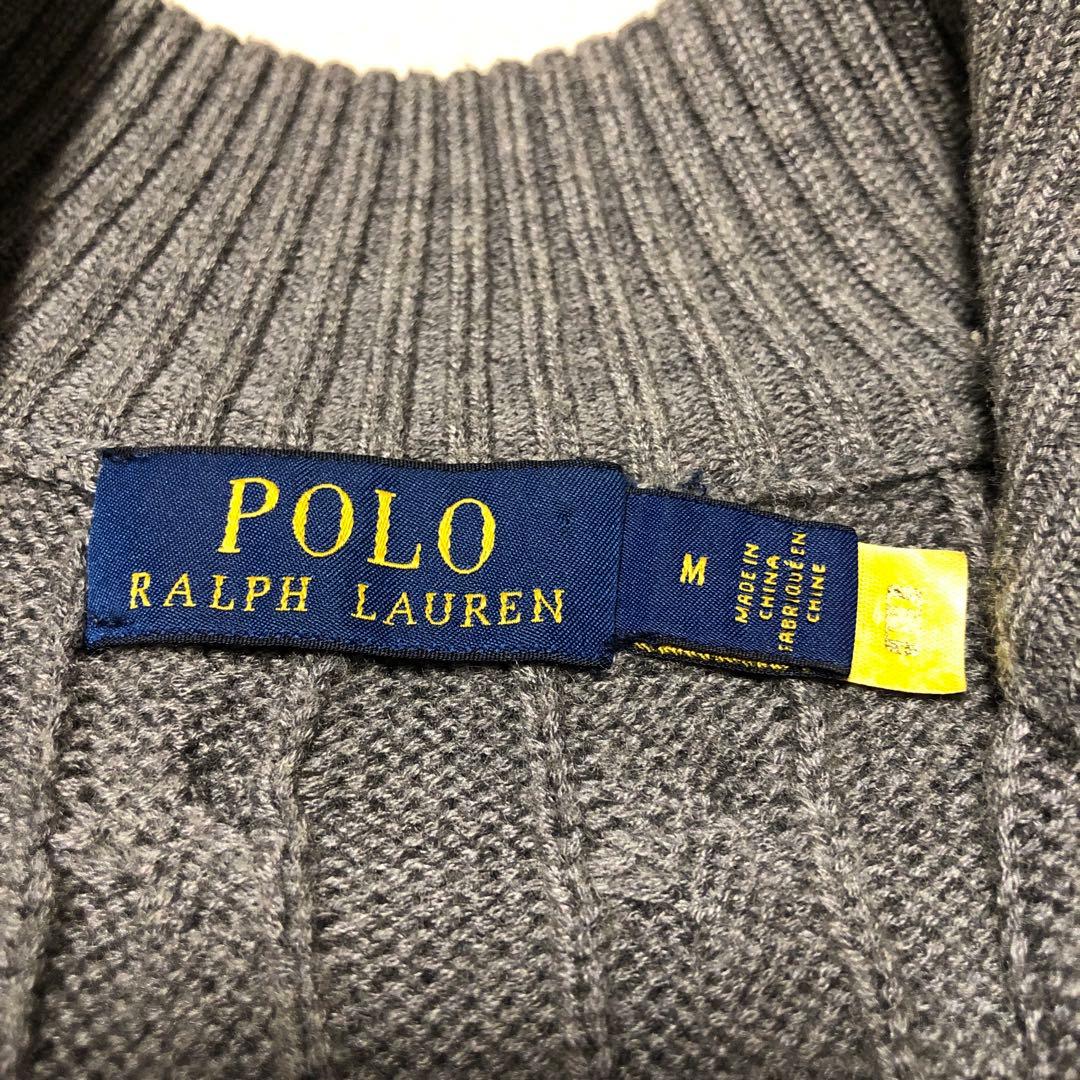 POLO
RALPH LAUREN
M
MADE IN
CHINA
FABRIQUÉ EN
CHINE